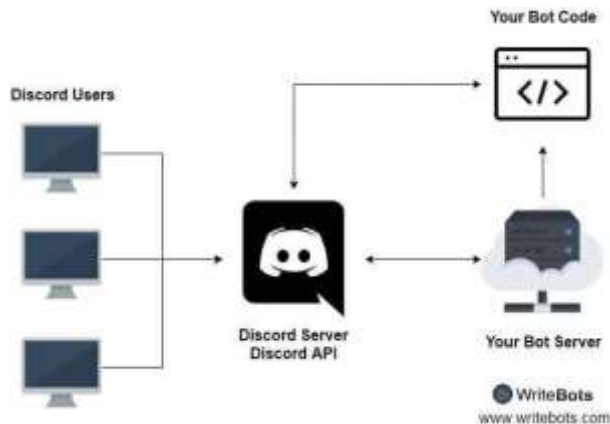 Your Bot Code
</>
Discord Users
Discord Server
Discord API
Your Bot Server
WriteBots
www.writebots.com